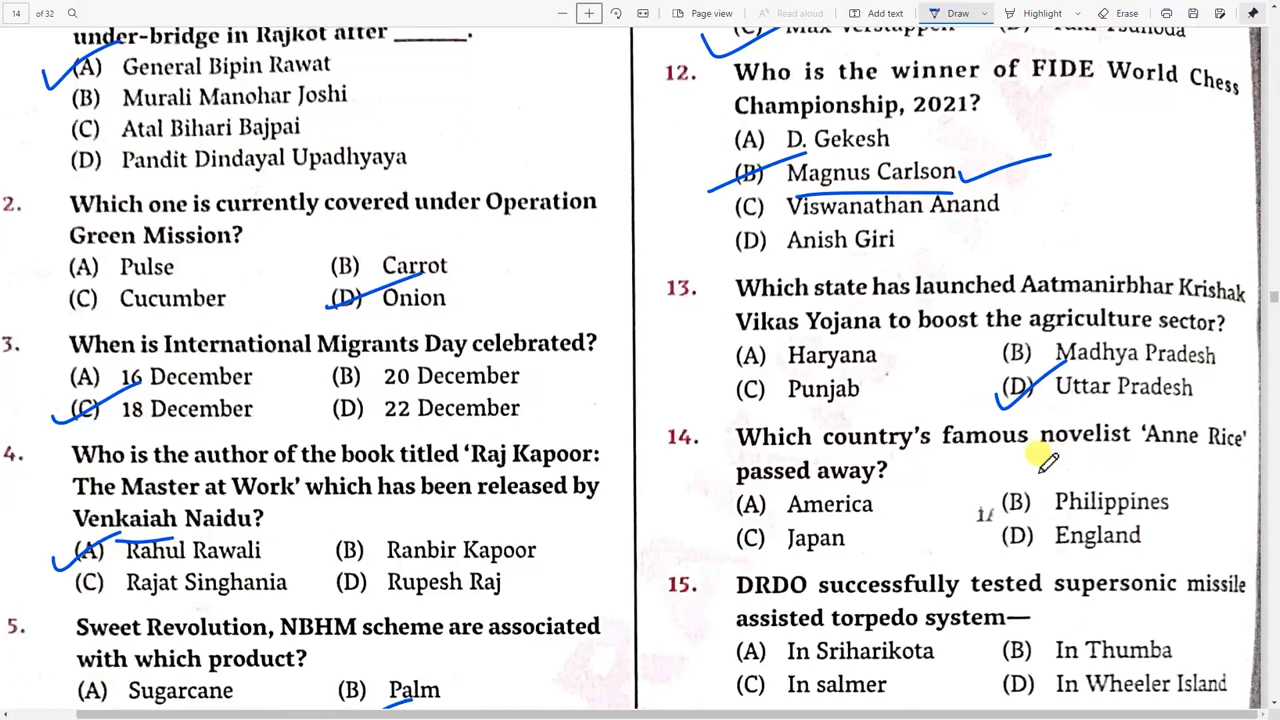 14 of 32
Page view
Read aloud
Add text
Draw
Highlight
Erase
under-bridge in Rajkot after ______.
(A) General Bipin Rawat
(B) Murali Manohar Joshi
(C) Atal Bihari Bajpai
(D) Pandit Dindayal Upadhyaya
2. Which one is currently covered under Operation
Green Mission?
(A) Pulse (B) Carrot
(C) Cucumber (D) Onion
3. When is International Migrants Day celebrated?
(A) 16 December (B) 20 December
(C) 18 December (D) 22 December
4. Who is the author of the book titled ‘Raj Kapoor:
The Master at Work’ which has been released by
Venkaiah Naidu?
(A) Rahul Rawali (B) Ranbir Kapoor
(C) Rajat Singhania (D) Rupesh Raj
5. Sweet Revolution, NBHM scheme are associated
with which product?
(A) Sugarcane (B) Palm
(C) Max Verstappen (D) Yuki Tsunoda
12. Who is the winner of FIDE World Chess
Championship, 2021?
(A) D. Gekesh
(B) Magnus Carlson
(C) Viswanathan Anand
(D) Anish Giri
13. Which state has launched Aatmanirbhar Krishak
Vikas Yojana to boost the agriculture sector?
(A) Haryana (B) Madhya Pradesh
(C) Punjab (D) Uttar Pradesh
14. Which country’s famous novelist ‘Anne Rice’
passed away?
(A) America (B) Philippines
(C) Japan (D) England
15. DRDO successfully tested supersonic missile
assisted torpedo system—
(A) In Sriharikota (B) In Thumba
(C) In salmer (D) In Wheeler Island